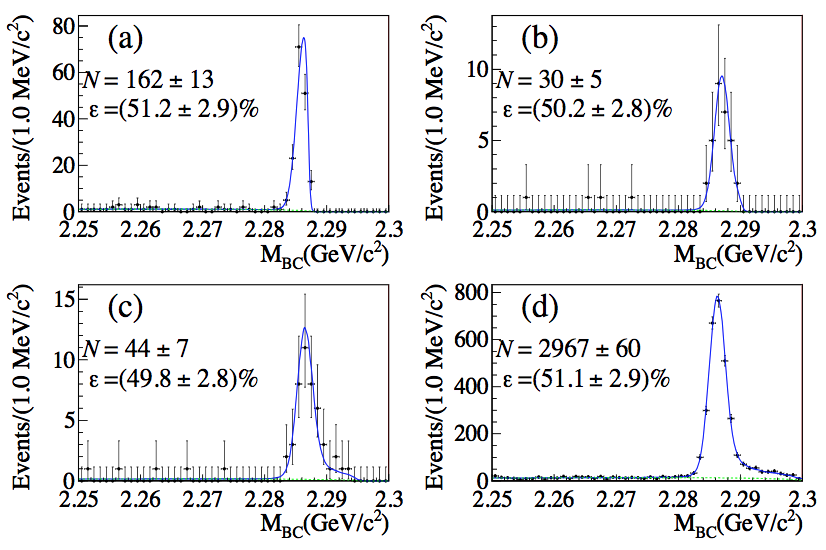 Events/(1.0 MeV/c²)
80
60
40
20
0
(a)
N = 162 ± 13
ε =(51.2 ± 2.9)%
2.25 2.26 2.27 2.28 2.29 2.3
M_BC(GeV/c²)
Events/(1.0 MeV/c²)
10
5
0
(b)
N = 30 ± 5
ε =(50.2 ± 2.8)%
2.25 2.26 2.27 2.28 2.29 2.3
M_BC(GeV/c²)
Events/(1.0 MeV/c²)
15
10
5
0
(c)
N = 44 ± 7
ε =(49.8 ± 2.8)%
2.25 2.26 2.27 2.28 2.29 2.3
M_BC(GeV/c²)
Events/(1.0 MeV/c²)
800
600
400
200
0
(d)
N = 2967 ± 60
ε =(51.1 ± 2.9)%
2.25 2.26 2.27 2.28 2.29 2.3
M_BC(GeV/c²)